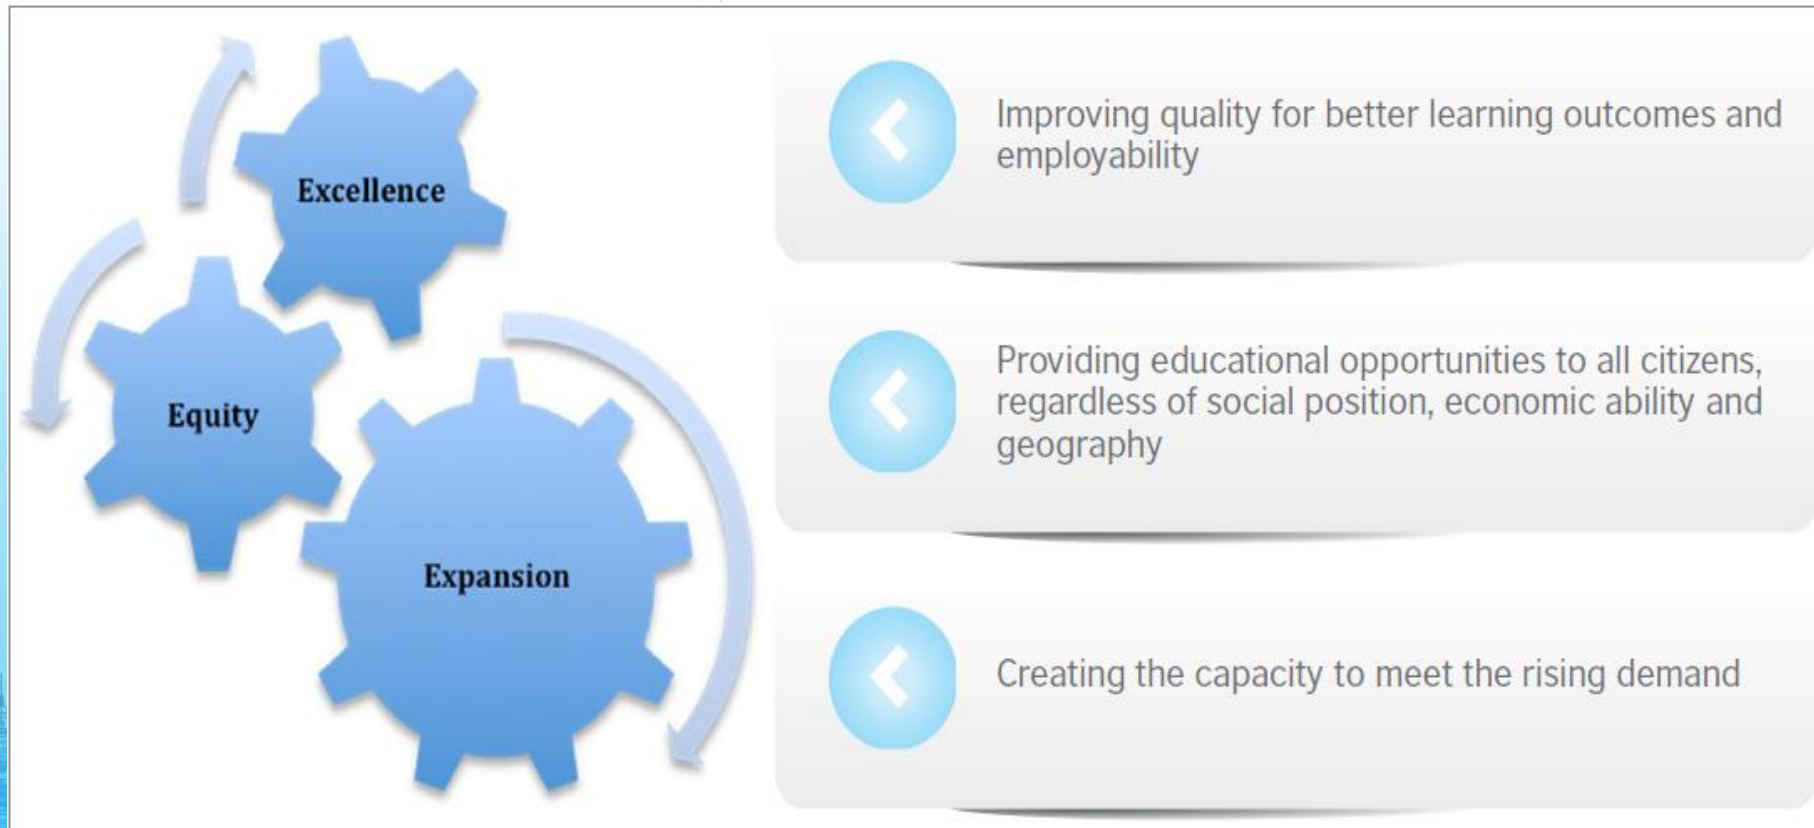 Excellence
Improving quality for better learning outcomes and
employability
Equity
Providing educational opportunities to all citizens,
regardless of social position, economic ability and
geography
Expansion
Creating the capacity to meet the rising demand